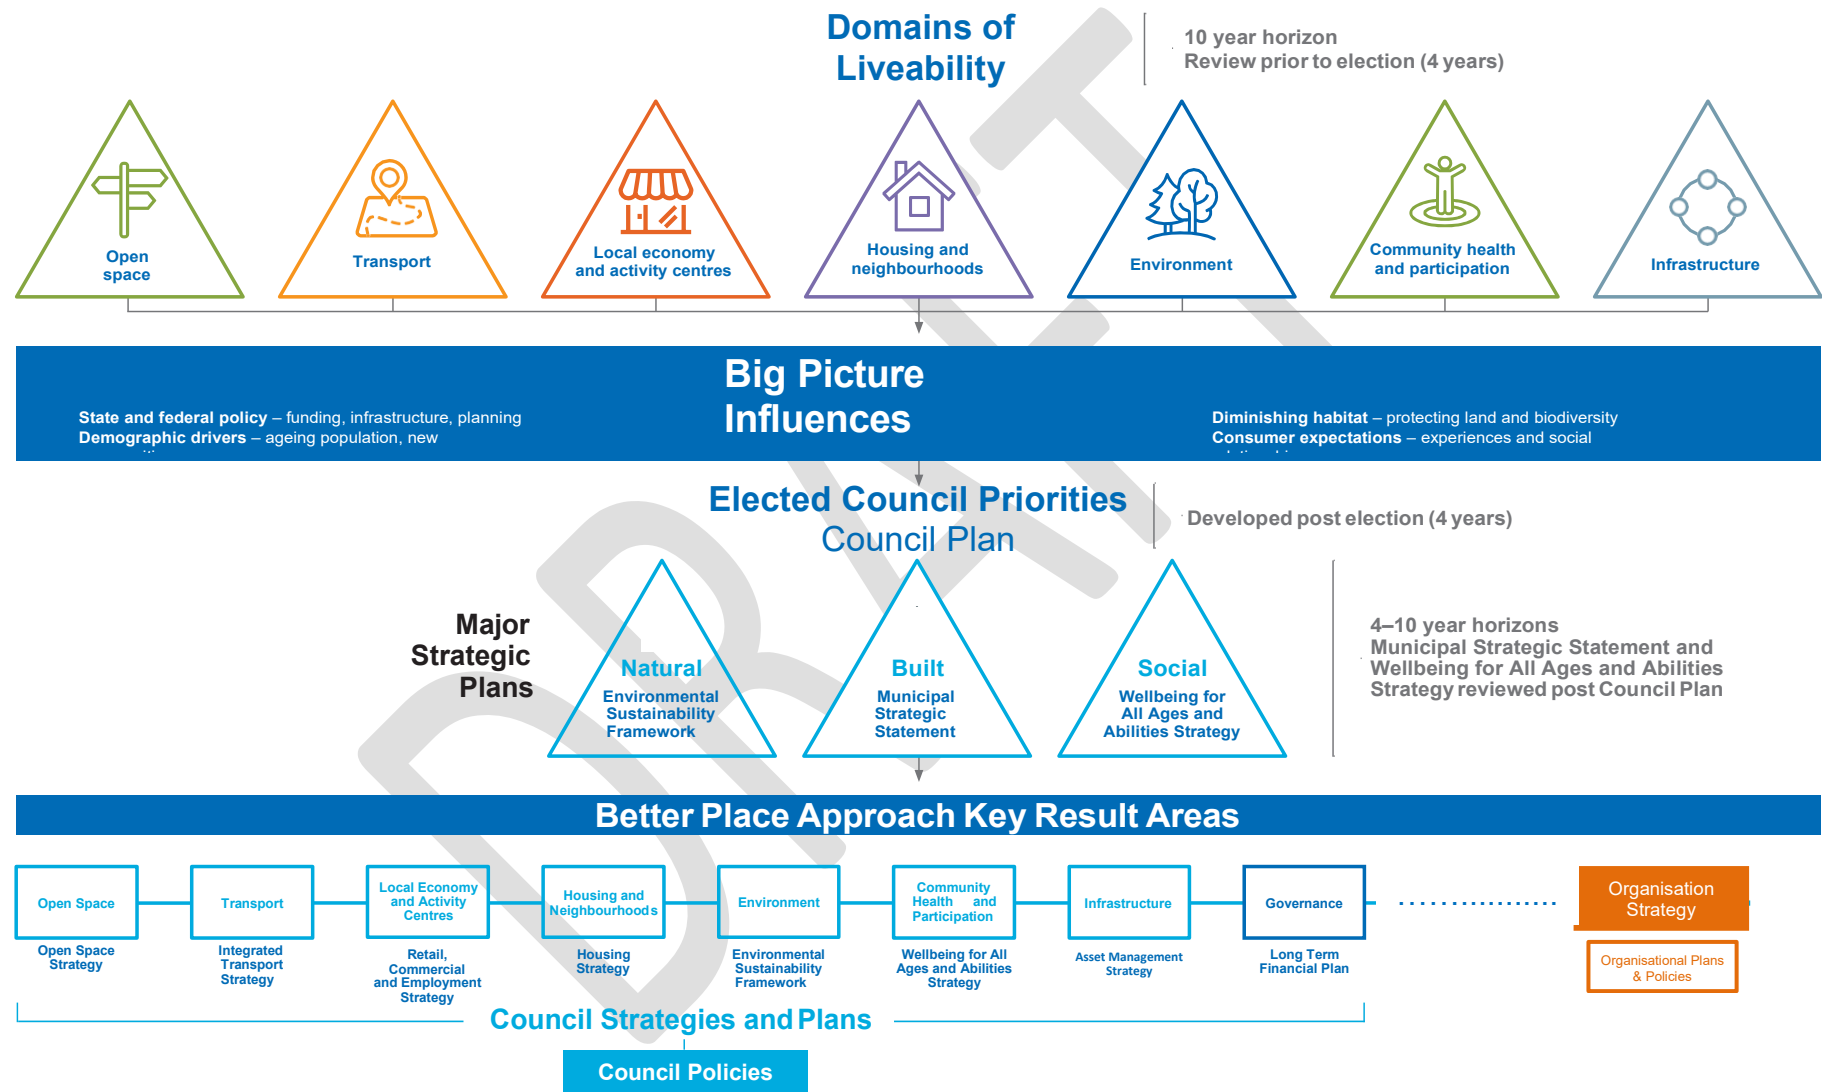 Domains of
Liveability
10 year horizon
Review prior to election (4 years)
Open
space
Transport
Local economy
and activity centres
Housing and
neighbourhoods
Environment
Community health
and participation
Infrastructure
Big Picture
Influences
State and federal policy – funding, infrastructure, planning
Demographic drivers – ageing population, new
Diminishing habitat – protecting land and biodiversity
Consumer expectations – experiences and social
Elected Council Priorities
Council Plan
Developed post election (4 years)
Major
Strategic
Plans
Natural
Environmental
Sustainability
Framework
Built
Municipal
Strategic
Statement
Social
Wellbeing for
All Ages and
Abilities Strategy
4–10 year horizons
Municipal Strategic Statement and
Wellbeing for All Ages and Abilities
Strategy reviewed post Council Plan
Better Place Approach Key Result Areas
Open Space
Transport
Local Economy
and Activity
Centres
Housing and
Neighbourhoods
Environment
Community
Health and
Participation
Infrastructure
Governance
Organisation
Strategy
Open Space
Strategy
Integrated
Transport
Strategy
Retail,
Commercial
and Employment
Strategy
Housing
Strategy
Environmental
Sustainability
Framework
Wellbeing for All
Ages and Abilities
Strategy
Asset Management
Strategy
Long Term
Financial Plan
Organisational Plans
& Policies
Council Strategies and Plans
Council Policies
DRAFT